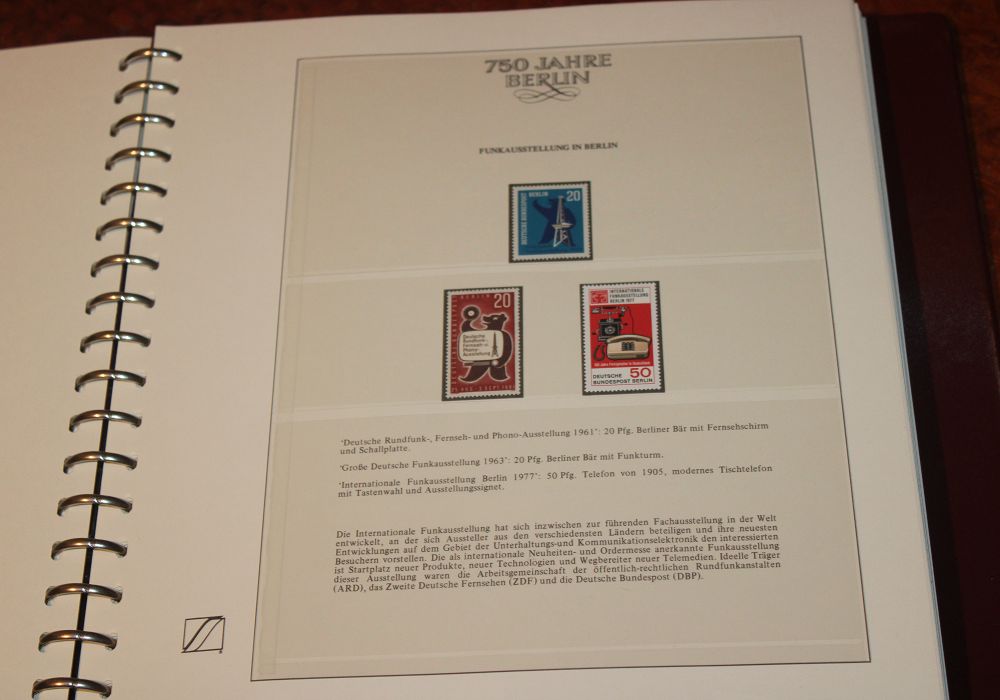 750 JAHRE
BERLIN
FUNKAUSSTELLUNG IN BERLIN
DEUTSCHE BUNDESPOST
BERLIN
20
BERLIN
20
Deutsche
Rundfunk-,
Fernseh- u.
Phono-
Ausstellung
INTERNATIONALE
FUNKAUSSTELLUNG
BERLIN 1977
DEUTSCHE 50
BUNDESPOST BERLIN
'Deutsche Rundfunk-, Fernseh- und Phono-Ausstellung 1961': 20 Pfg. Berliner Bär mit Fernsehschirm
und Schallplatte.
'Große Deutsche Funkausstellung 1963': 20 Pfg. Berliner Bär mit Funkturm.
'Internationale Funkausstellung Berlin 1977': 50 Pfg. Telefon von 1905, modernes Tischtelefon
mit Tastenwahl und Ausstellungssignet.
Die Internationale Funkausstellung hat sich inzwischen zur führenden Fachausstellung in der Welt
entwickelt, an der sich Aussteller aus den verschiedensten Ländern beteiligen und ihre neuesten
Entwicklungen auf dem Gebiet der Unterhaltungs-und Kommunikationselektronik den interessierten
Besuchern vorstellen. Die als internationale Neuheiten- und Ordermesse anerkannte Funkausstellung
ist Startplatz neuer Produkte, neuer Technologien und Wegbereiter neuer Telemedien. Ideelle Träger
dieser Ausstellung waren die Arbeitsgemeinschaft der öffentlich-rechtlichen Rundfunkanstalten
(ARD), das Zweite Deutsche Fernsehen (ZDF) und die Deutsche Bundespost (DBP).